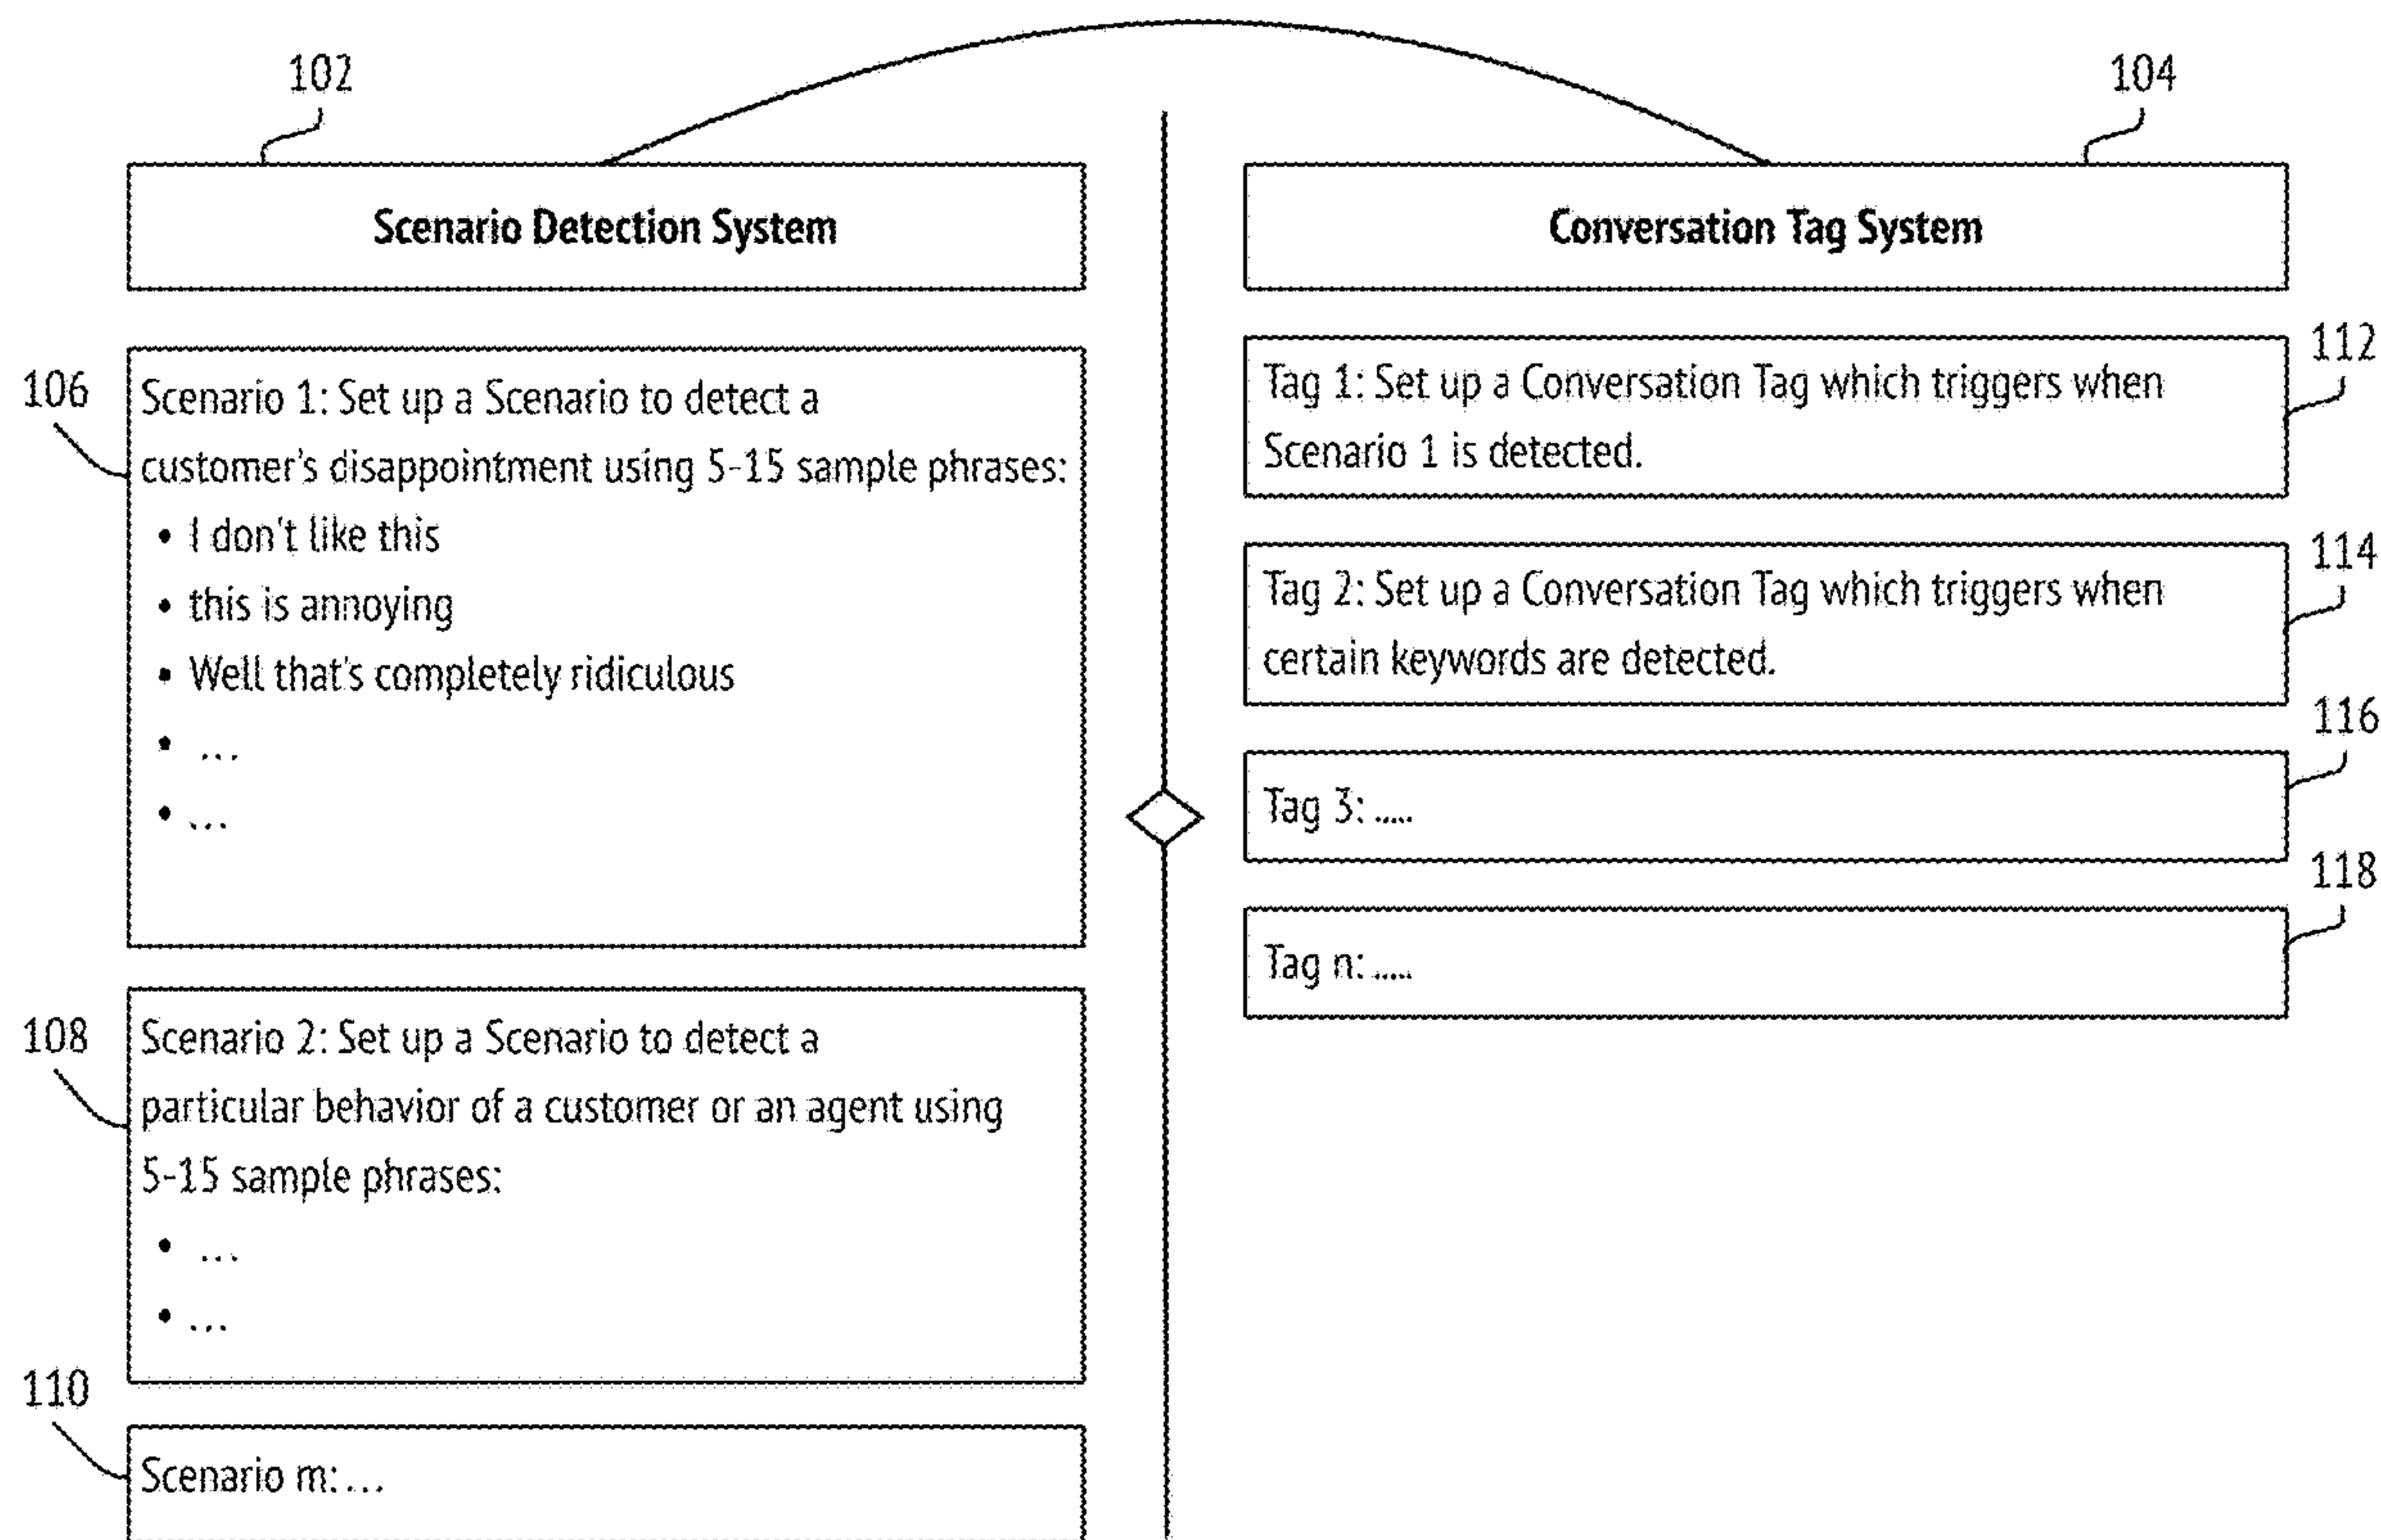 102
104
Scenario Detection System
Conversation Tag System
106
Scenario 1: Set up a Scenario to detect a
customer's disappointment using 5-15 sample phrases:
• I don't like this
• this is annoying
• Well that's completely ridiculous
• ...
• ...
108
Scenario 2: Set up a Scenario to detect a
particular behavior of a customer or an agent using
5-15 sample phrases:
• ...
• ...
110
Scenario m: ...
112
Tag 1: Set up a Conversation Tag which triggers when
Scenario 1 is detected.
114
Tag 2: Set up a Conversation Tag which triggers when
certain keywords are detected.
116
Tag 3: .....
118
Tag n: .....